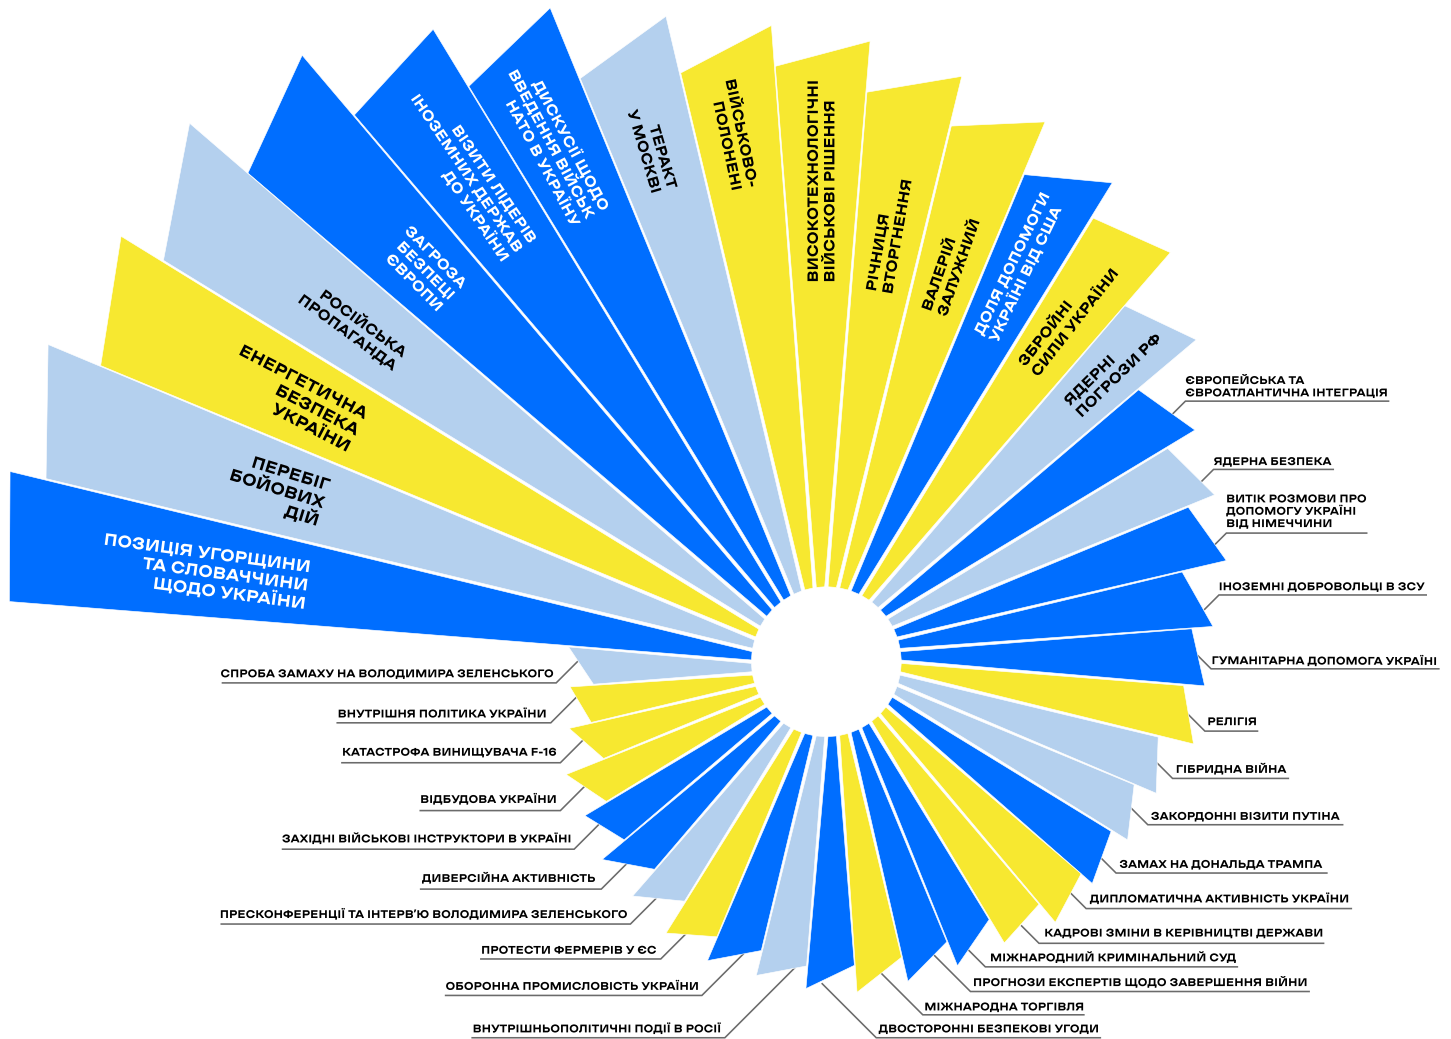 ПОЗИЦІЯ УГОРЩИНИ
ТА СЛОВАЧЧИНИ
ЩОДО УКРАЇНИ
ПЕРЕБІГ
БОЙОВИХ
ДІЙ
ЕНЕРГЕТИЧНА
БЕЗПЕКА
УКРАЇНИ
РОСІЙСЬКА
ПРОПАГАНДА
ЗАГРОЗА
БЕЗПЕЦІ
ЄВРОПИ
ВІЗИТИ ЛІДЕРІВ
ІНОЗЕМНИХ ДЕРЖАВ
ДО УКРАЇНИ
ДИСКУСІЇ ЩОДО
ВВЕДЕННЯ ВІЙСЬК
НАТО В УКРАЇНУ
ТЕРАКТ
У МОСКВІ
ВІЙСЬКОВО-
ПОЛОНЕНІ
ВИСОКОТЕХНОЛОГІЧНІ
ВІЙСЬКОВІ РІШЕННЯ
РІЧНИЦЯ
ВТОРГНЕННЯ
ВАЛЕРІЙ
ЗАЛУЖНИЙ
ДОЛЯ ДОПОМОГИ
УКРАЇНІ ВІД США
ЗБРОЙНІ
СИЛИ УКРАЇНИ
ЯДЕРНІ
ПОГРОЗИ РФ
ЄВРОПЕЙСЬКА ТА
ЄВРОАТЛАНТИЧНА ІНТЕГРАЦІЯ
ЯДЕРНА БЕЗПЕКА
ВИТІК РОЗМОВИ ПРО
ДОПОМОГУ УКРАЇНІ
ВІД НІМЕЧЧИНИ
ІНОЗЕМНІ ДОБРОВОЛЬЦІ В ЗСУ
ГУМАНІТАРНА ДОПОМОГА УКРАЇНІ
РЕЛІГІЯ
ГІБРИДНА ВІЙНА
ЗАКОРДОННІ ВІЗИТИ ПУТІНА
ЗАМАХ НА ДОНАЛЬДА ТРАМПА
ДИПЛОМАТИЧНА АКТИВНІСТЬ УКРАЇНИ
КАДРОВІ ЗМІНИ В КЕРІВНИЦТВІ ДЕРЖАВИ
МІЖНАРОДНИЙ КРИМІНАЛЬНИЙ СУД
ПРОГНОЗИ ЕКСПЕРТІВ ЩОДО ЗАВЕРШЕННЯ ВІЙНИ
МІЖНАРОДНА ТОРГІВЛЯ
ДВОСТОРОННІ БЕЗПЕКОВІ УГОДИ
ВНУТРІШНЬОПОЛІТИЧНІ ПОДІЇ В РОСІЇ
ОБОРОННА ПРОМИСЛОВІСТЬ УКРАЇНИ
ПРОТЕСТИ ФЕРМЕРІВ У ЄС
ПРЕСКОНФЕРЕНЦІЇ ТА ІНТЕРВ'Ю ВОЛОДИМИРА ЗЕЛЕНСЬКОГО
ДИВЕРСІЙНА АКТИВНІСТЬ
ЗАХІДНІ ВІЙСЬКОВІ ІНСТРУКТОРИ В УКРАЇНІ
ВІДБУДОВА УКРАЇНИ
КАТАСТРОФА ВИНИЩУВАЧА F-16
ВНУТРІШНЯ ПОЛІТИКА УКРАЇНИ
СПРОБА ЗАМАХУ НА ВОЛОДИМИРА ЗЕЛЕНСЬКОГО